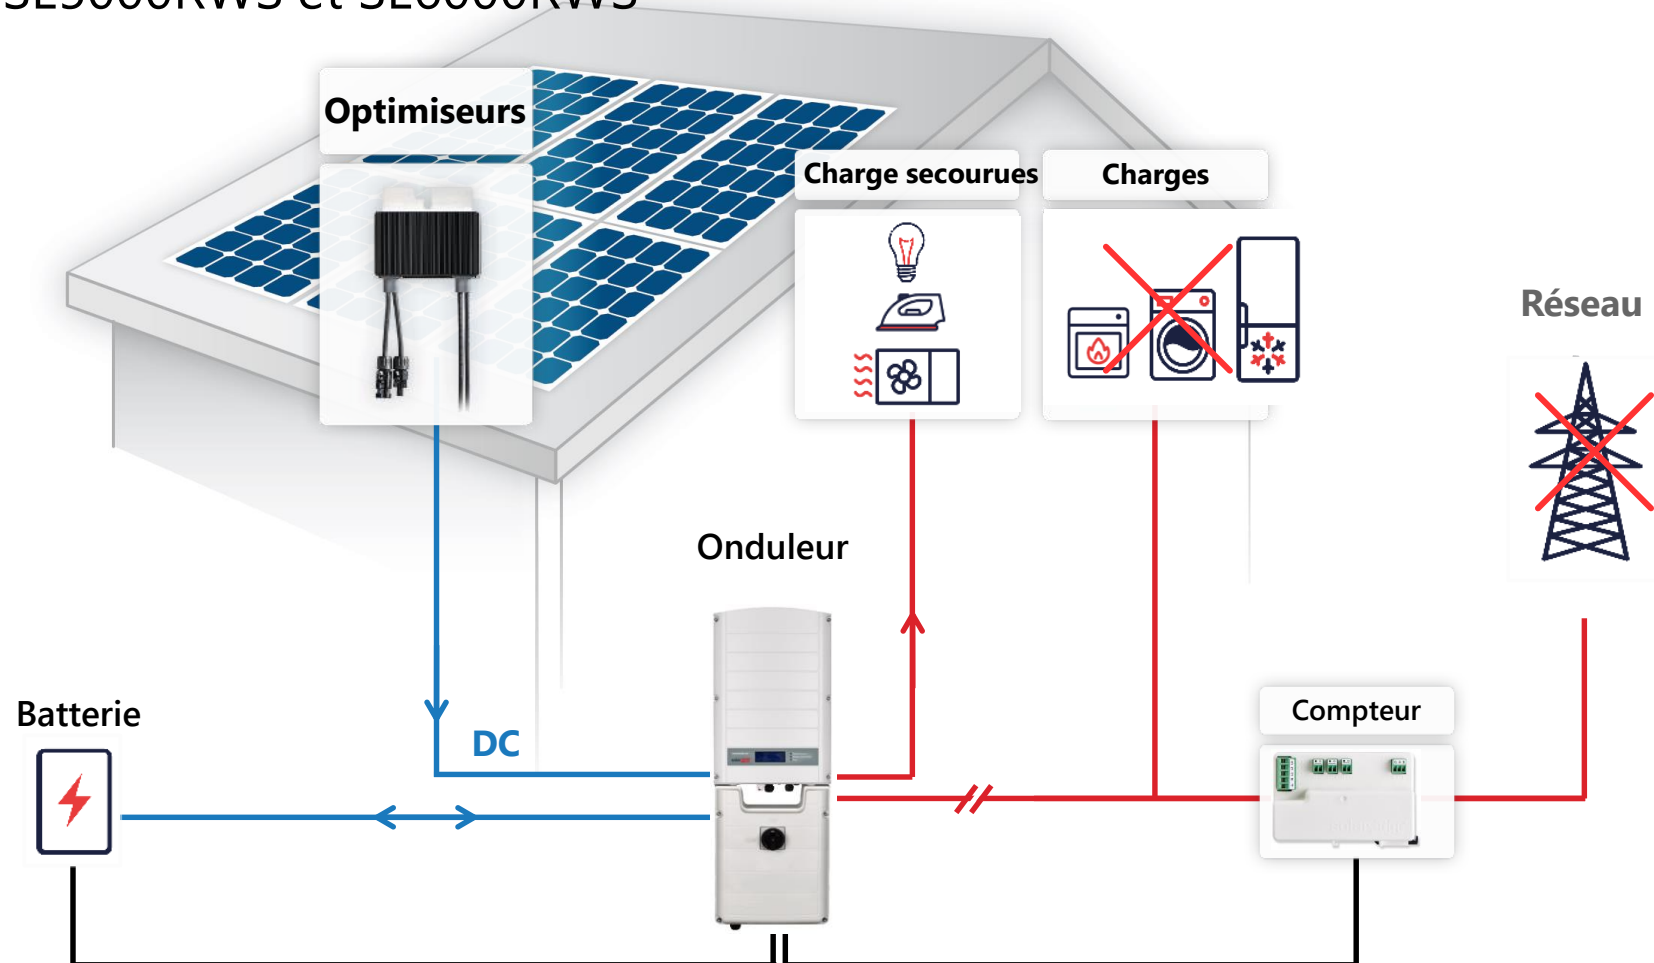 Optimiseurs
Charge secourues
Charges
Réseau
Onduleur
Batterie
DC
Compteur